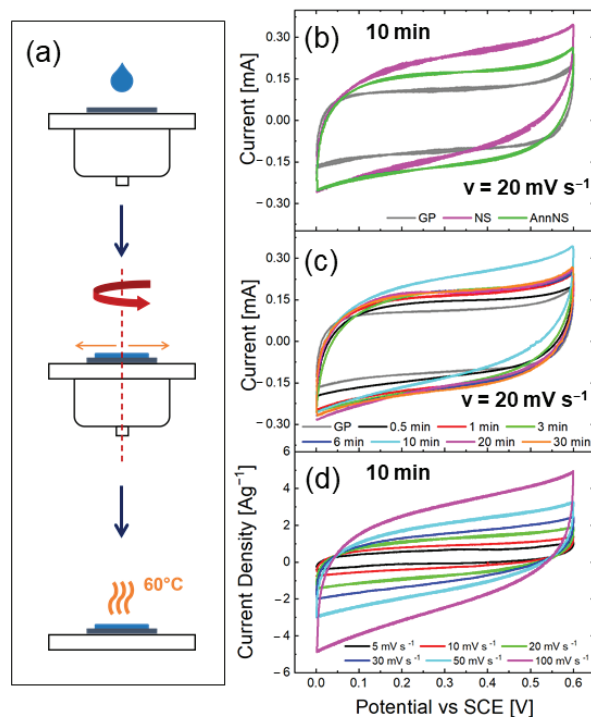 (a)
60°C
(b)
10 min
Current [mA]
0.30
0.15
0.00
−0.15
−0.30
ν = 20 mV s⁻¹
GP NS AnnNS
(c)
Current [mA]
0.30
0.15
0.00
−0.15
−0.30
ν = 20 mV s⁻¹
GP 0.5 min 1 min 3 min
6 min 10 min 20 min 30 min
(d)
10 min
Current Density [Ag⁻¹]
4
2
0
−2
−4
−6
5 mV s⁻¹ 10 mV s⁻¹ 20 mV s⁻¹
30 mV s⁻¹ 50 mV s⁻¹ 100 mV s⁻¹
0.0 0.1 0.2 0.3 0.4 0.5 0.6
Potential vs SCE [V]